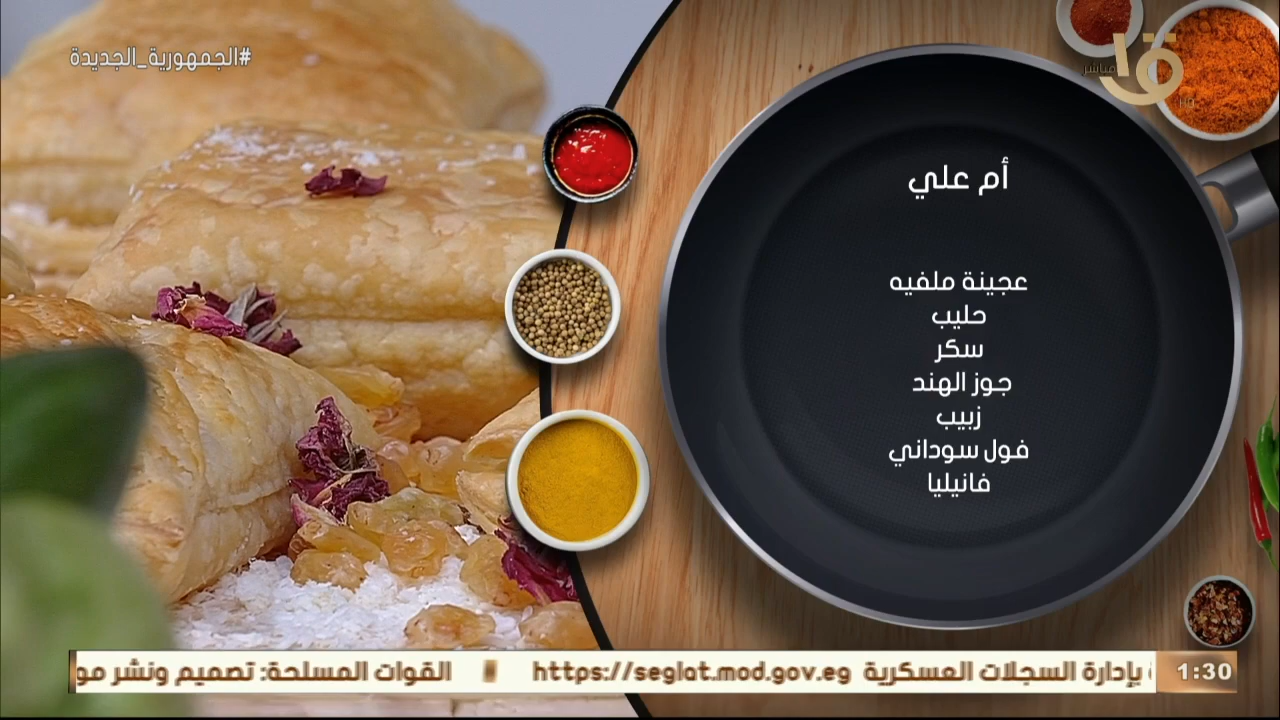 #الجمهورية_الجديدة
مباشر
HD
أم علي
عجينة ملفيه
حليب
سكر
جوز الهند
زبيب
فول سوداني
فانيليا
بإدارة السجلات العسكرية https://seglat.mod.gov.eg
القوات المسلحة: تصميم ونشر مو
1:30